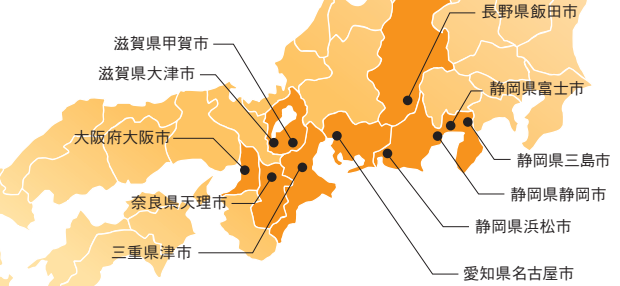 長野県飯田市
滋賀県甲賀市
滋賀県大津市
静岡県富士市
大阪府大阪市
静岡県三島市
奈良県天理市
静岡県静岡市
静岡県浜松市
三重県津市
愛知県名古屋市